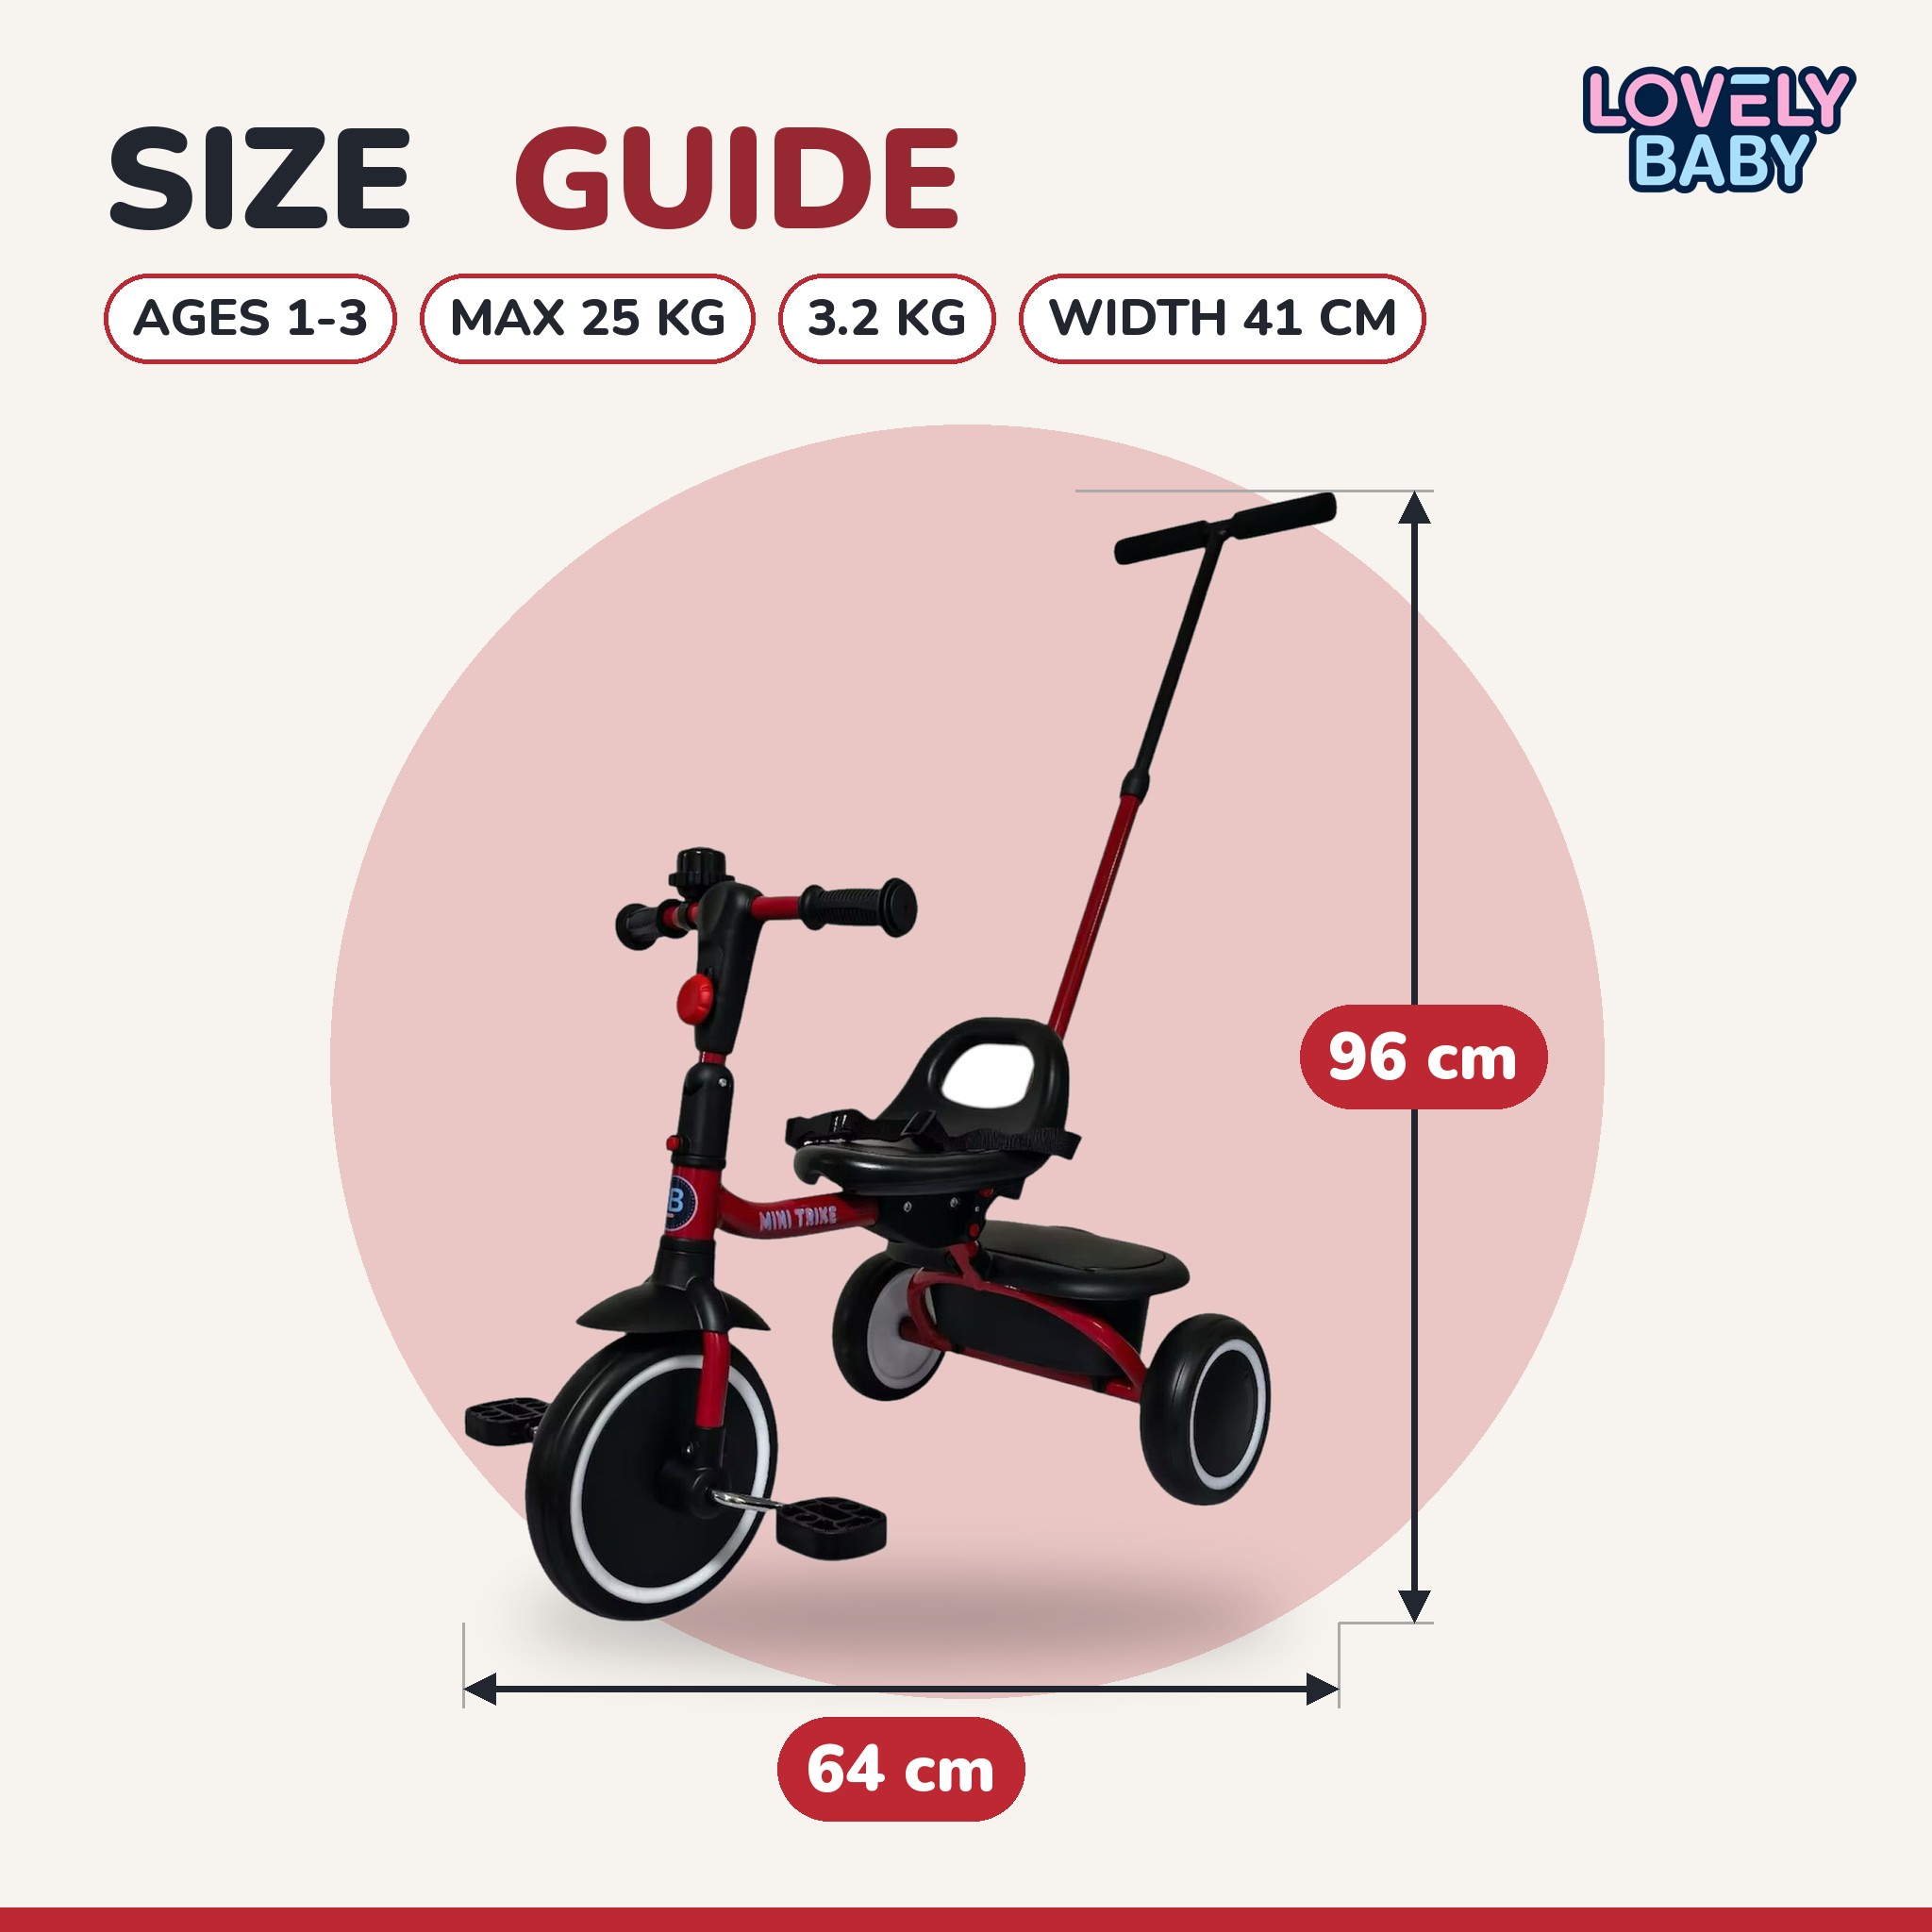 LOVELY
BABY
SIZE GUIDE
AGES 1-3
MAX 25 KG
3.2 KG
WIDTH 41 CM
96 cm
B
MINI TRIKE
64 cm